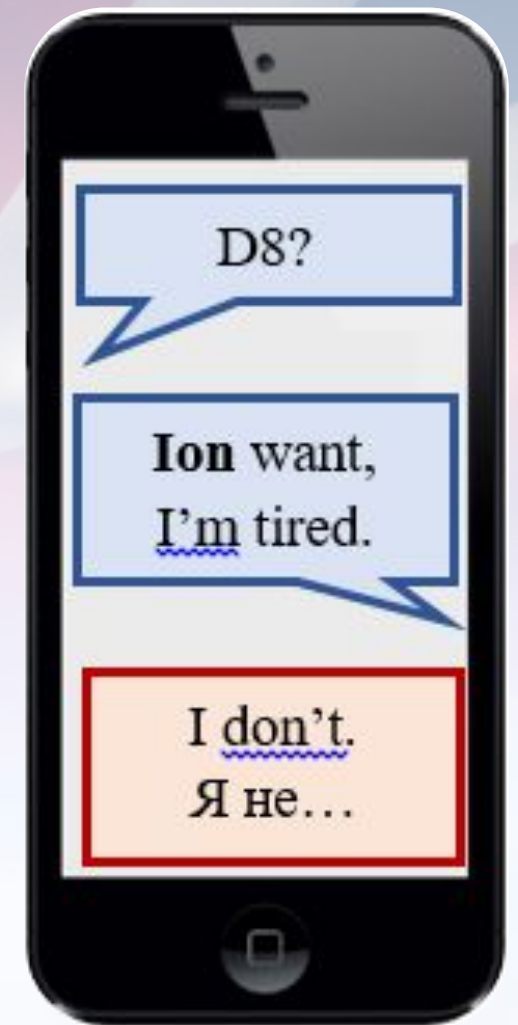 D8?
Ion want,
I'm tired.
I don't.
Я не...